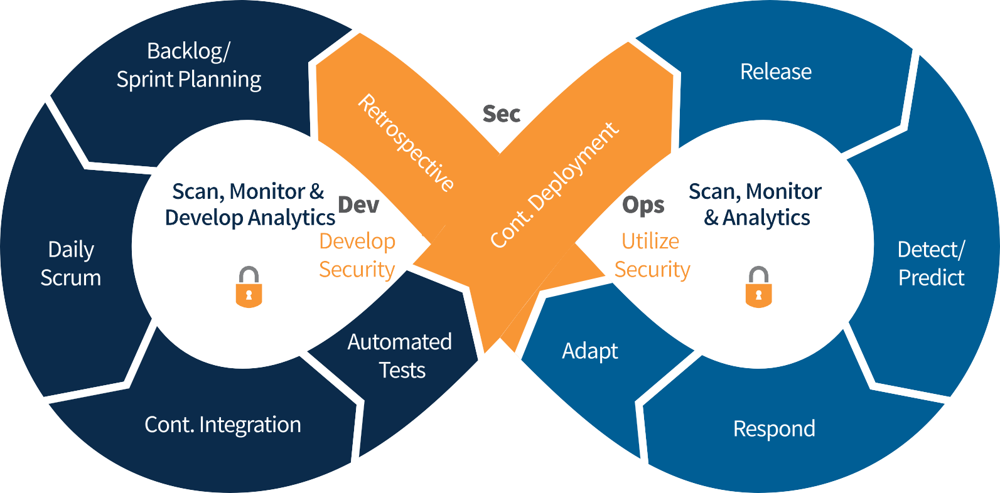 Backlog/
Sprint Planning
Retrospective
Sec
Cont. Deployment
Release
Scan, Monitor &
Develop Analytics
Dev
Develop
Security
Ops
Utilize
Security
Scan, Monitor
& Analytics
Daily
Scrum
Detect/
Predict
Automated
Tests
Adapt
Cont. Integration
Respond